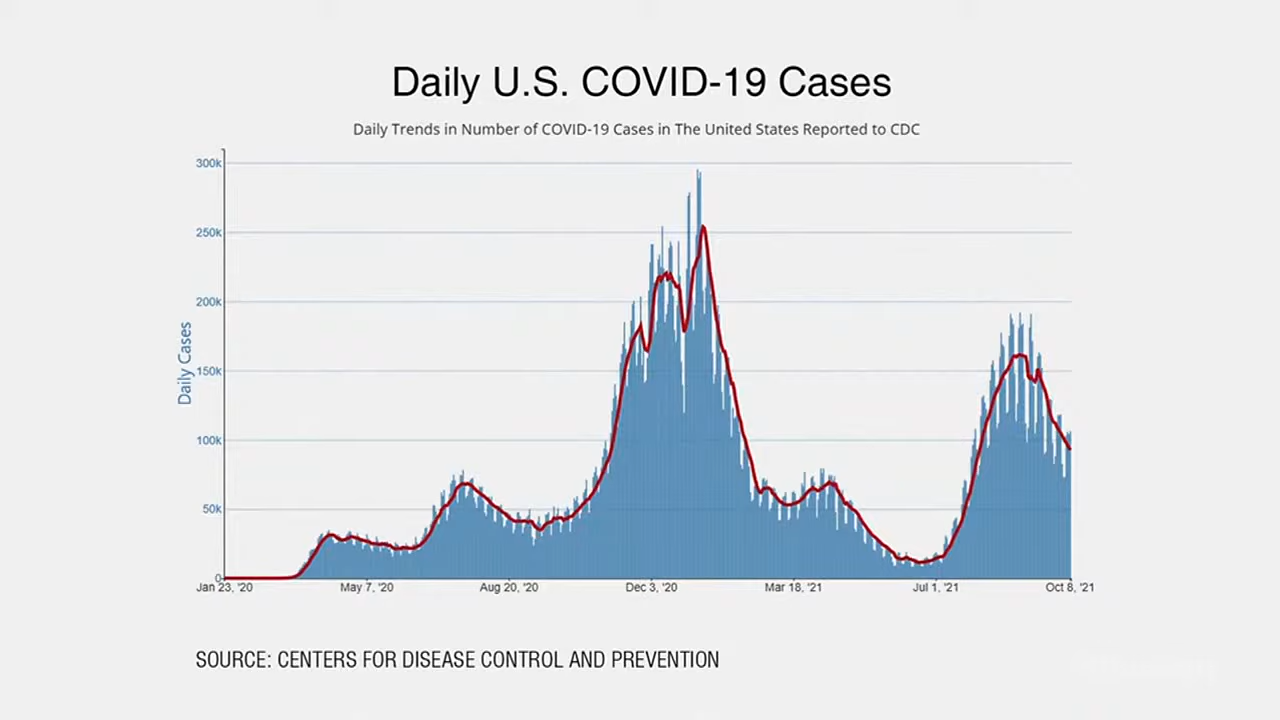 Daily U.S. COVID-19 Cases
Daily Trends in Number of COVID-19 Cases in The United States Reported to CDC
300k
250k
200k
150k
100k
50k
0
Daily Cases
Jan 23, '20 May 7, '20 Aug 20, '20 Dec 3, '20 Mar 18, '21 Jul 1, '21 Oct 8, '21
SOURCE: CENTERS FOR DISEASE CONTROL AND PREVENTION